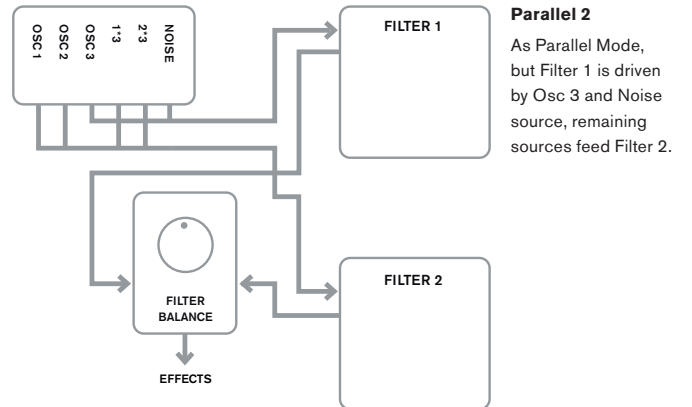 OSC 1
OSC 2
OSC 3
1*3
2*3
NOISE
FILTER 1
Parallel 2
As Parallel Mode,
but Filter 1 is driven
by Osc 3 and Noise
source, remaining
sources feed Filter 2.
FILTER
BALANCE
FILTER 2
EFFECTS